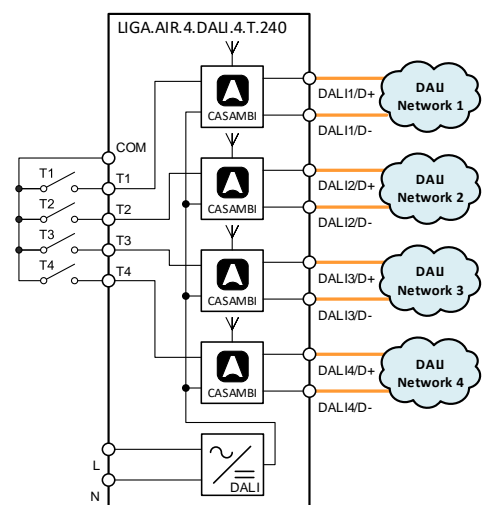 LIGA.AIR.4.DALI.4.T.240
CASAMBI
DALI1/D+
DALI1/D-
DALI
Network 1
COM
T1
T1
T2
T2
T3
T3
T4
T4
CASAMBI
DALI2/D+
DALI2/D-
DALI
Network 2
CASAMBI
DALI3/D+
DALI3/D-
DALI
Network 3
CASAMBI
DALI4/D+
DALI4/D-
DALI
Network 4
L
N
DALI